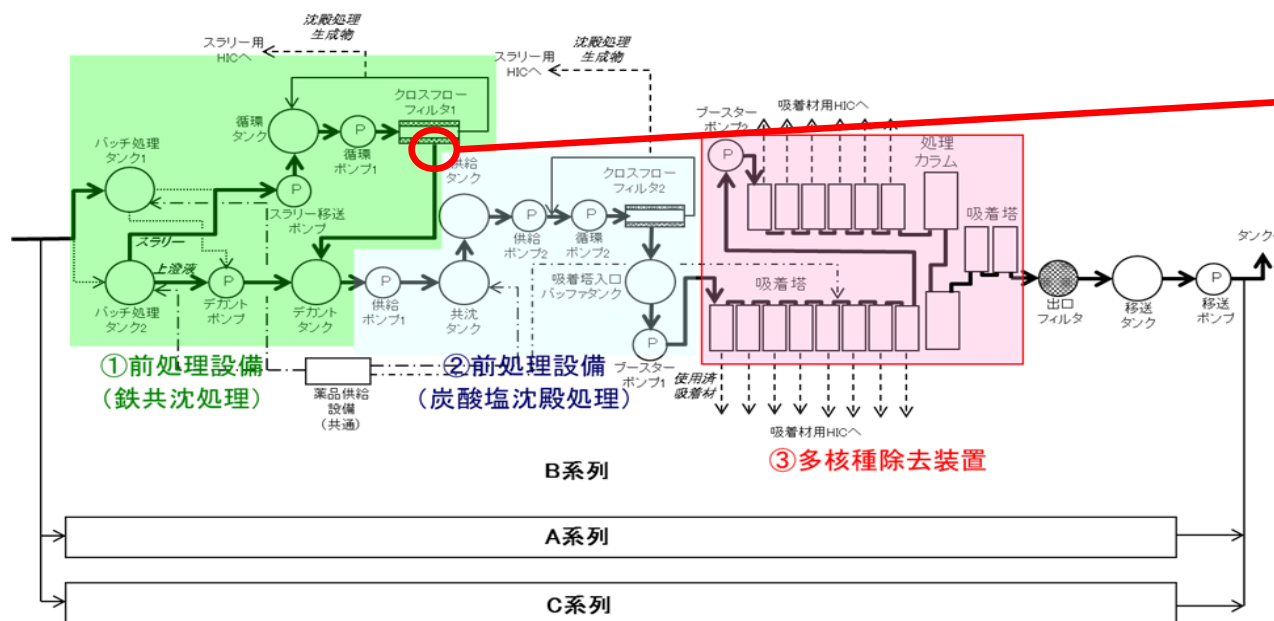 沈殿処理
生成物
スラリー用
HICへ
沈殿処理
生成物
スラリー用
HICへ
クロスフロー
フィルタ1
循環
タンク
P
循環
ポンプ1
バッチ処理
タンク1
P
スラリー移送
ポンプ
スラリー
上澄液
バッチ処理
タンク2
P
デカント
ポンプ
デカント
タンク
P
供給
ポンプ1
共沈
タンク
供給
タンク
P
供給
ポンプ2
P
循環
ポンプ2
クロスフロー
フィルタ2
吸着塔入口
バッファタンク
P
ブースター
ポンプ1
ブースター
ポンプ2
P
吸着材用HICへ
処理
カラム
吸着塔
吸着塔
出口
フィルタ
移送
タンク
P
移送
ポンプ
タンクへ
①前処理設備
(鉄共沈処理)
薬品供給
設備
(共通)
②前処理設備
(炭酸塩沈殿処理)
使用済
吸着材
吸着材用HICへ
③多核種除去装置
B系列
A系列
C系列